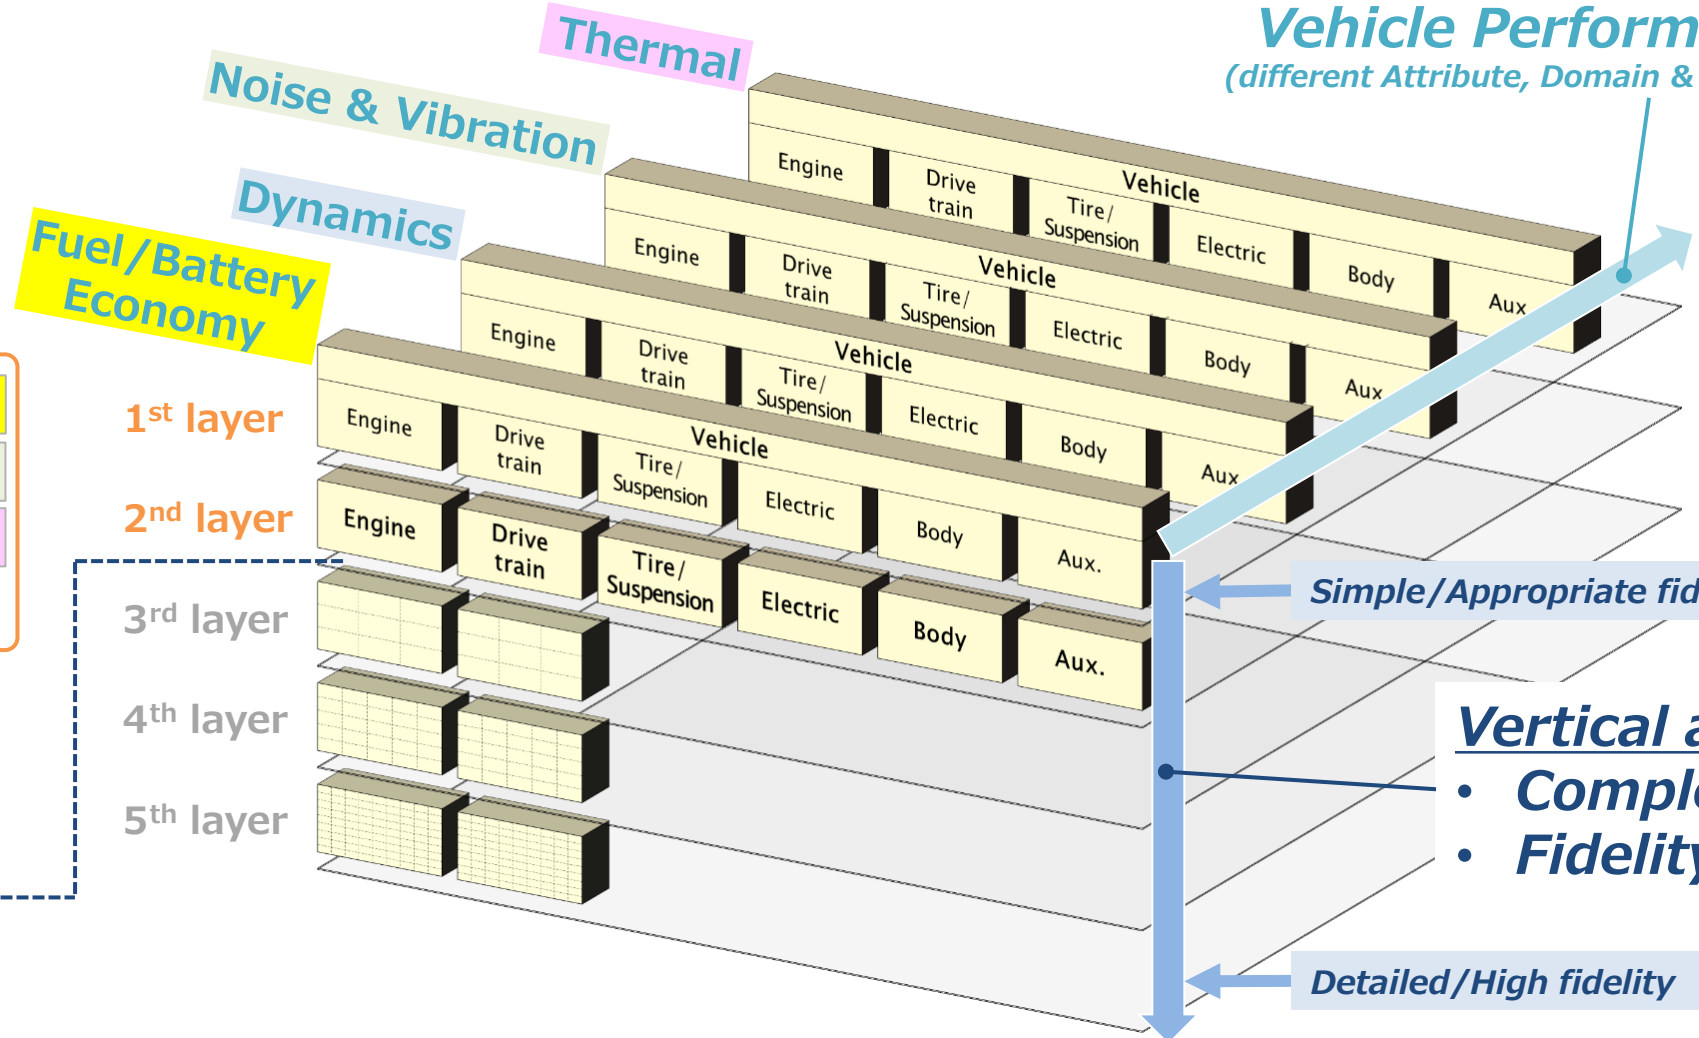 Thermal
Vehicle Perform
(different Attribute, Domain &
Noise & Vibration
Dynamics
Fuel/Battery
Economy
Vehicle
Engine
Drive
train
Tire/
Suspension
Electric
Body
Aux
Vehicle
Engine
Drive
train
Tire/
Suspension
Electric
Body
Aux
Vehicle
Engine
Drive
train
Tire/
Suspension
Electric
Body
Aux
1st layer
Vehicle
Engine
Drive
train
Tire/
Suspension
Electric
Body
Aux.
2nd layer
Engine
Drive
train
Tire/
Suspension
Electric
Body
Aux.
3rd layer
4th layer
5th layer
Simple/Appropriate fid
Vertical a
• Comple
• Fidelity
Detailed/High fidelity